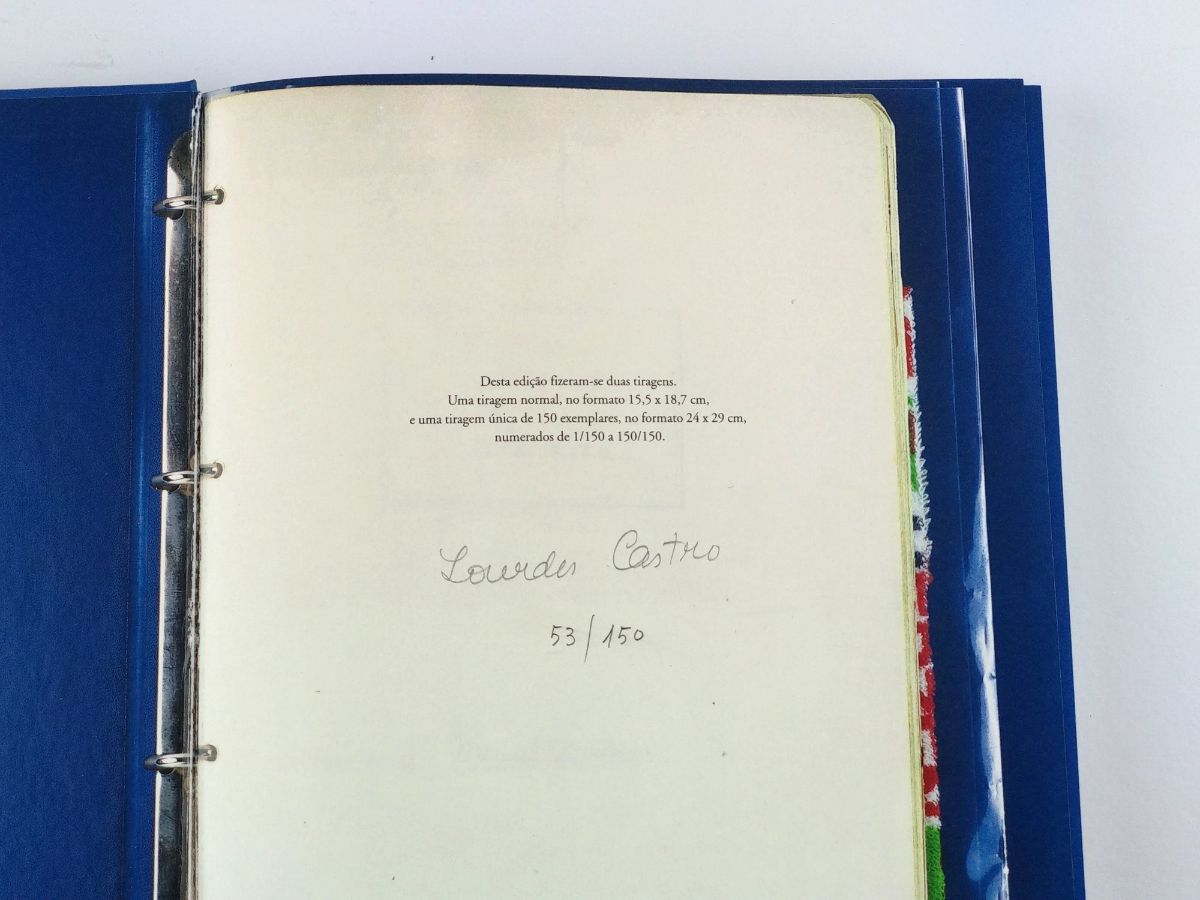 Desta edição fizeram-se duas tiragens.
Uma tiragem normal, no formato 15,5 x 18,7 cm,
e uma tiragem única de 150 exemplares, no formato 24 x 29 cm,
numerados de 1/150 a 150/150.
Lourdes Castro
53/150